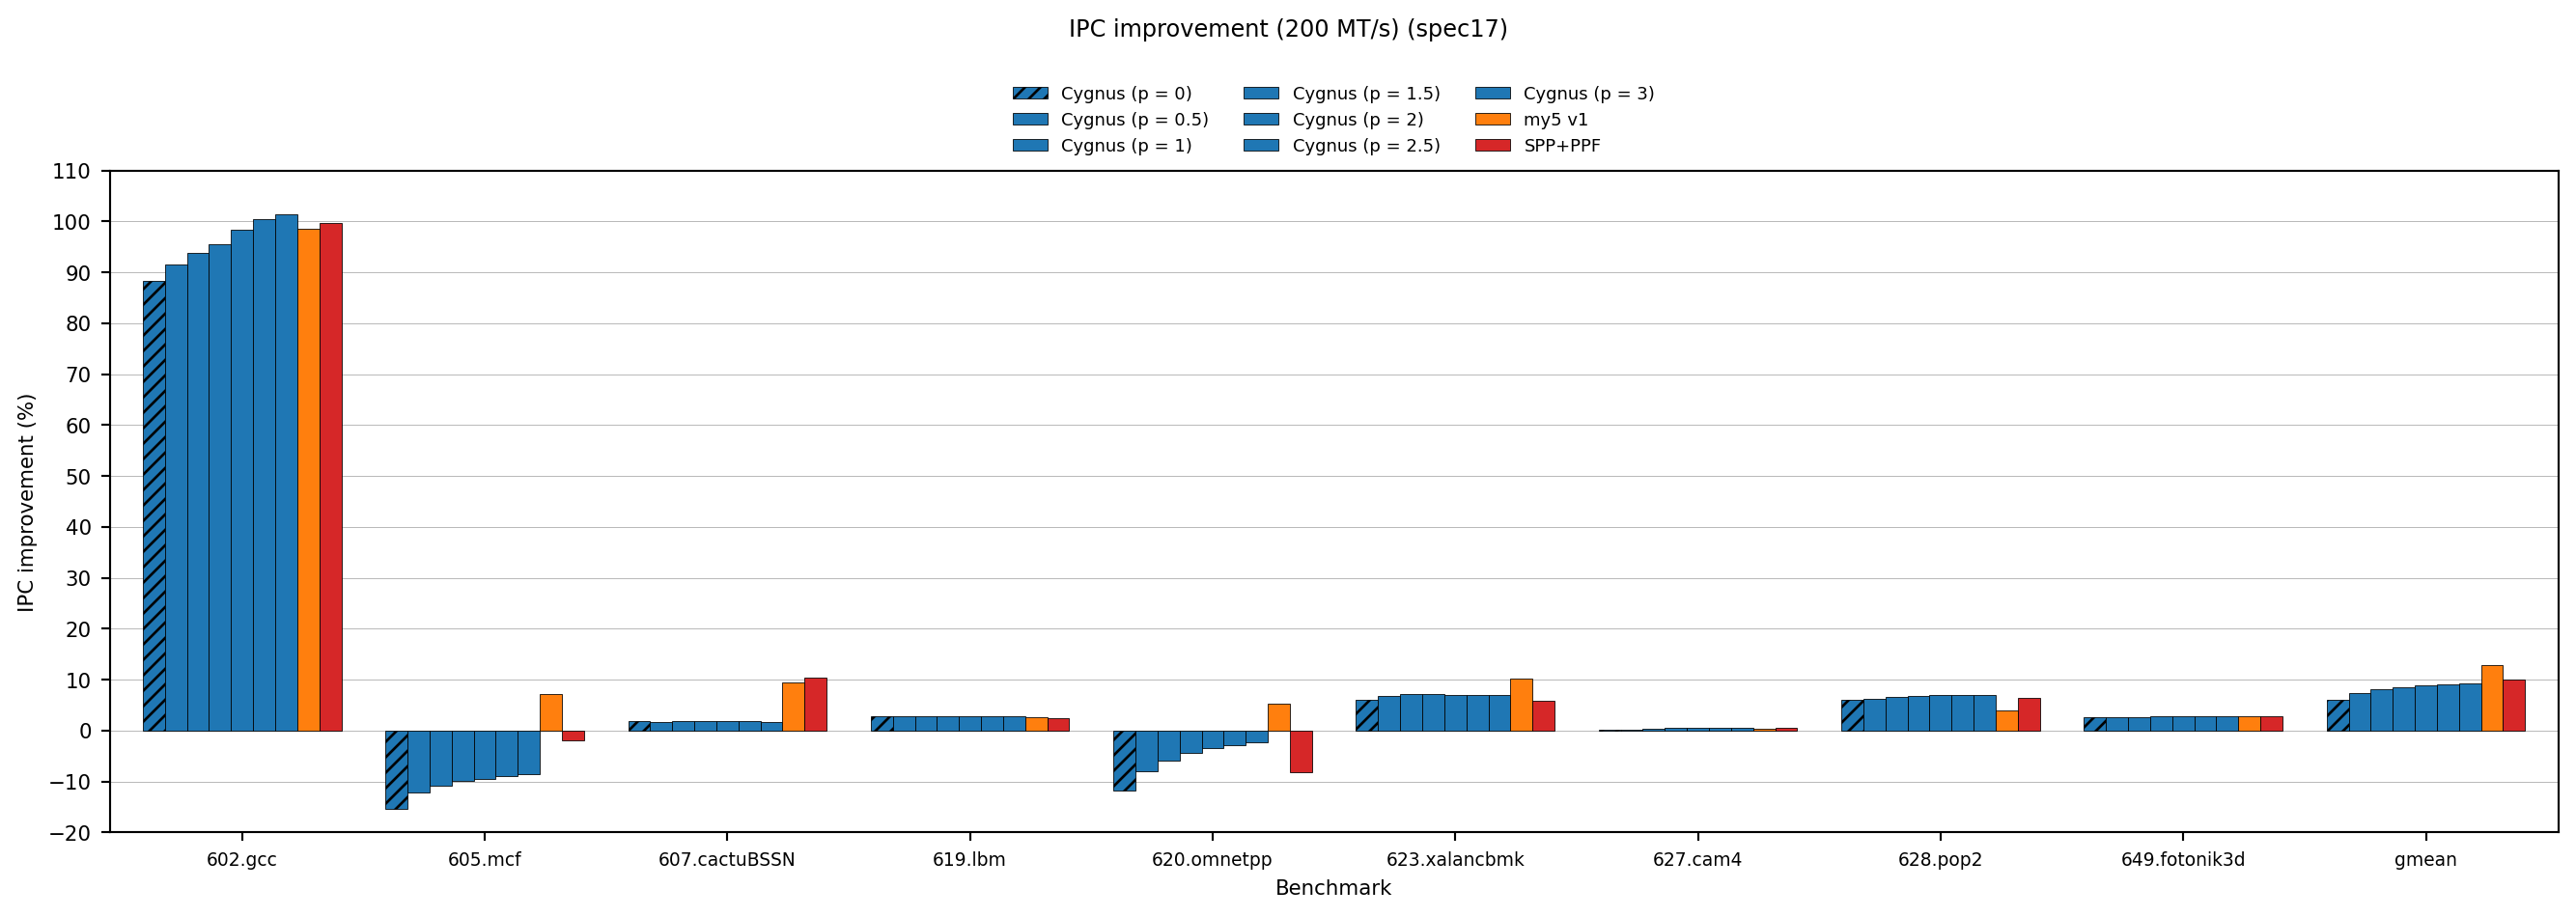 IPC improvement (200 MT/s) (spec17)
Cygnus (p = 0)
Cygnus (p = 0.5)
Cygnus (p = 1)
Cygnus (p = 1.5)
Cygnus (p = 2)
Cygnus (p = 2.5)
Cygnus (p = 3)
my5 v1
SPP+PPF
IPC improvement (%)
110
100
90
80
70
60
50
40
30
20
10
0
−10
−20
602.gcc
605.mcf
607.cactuBSSN
619.lbm
620.omnetpp
623.xalancbmk
627.cam4
628.pop2
649.fotonik3d
gmean
Benchmark